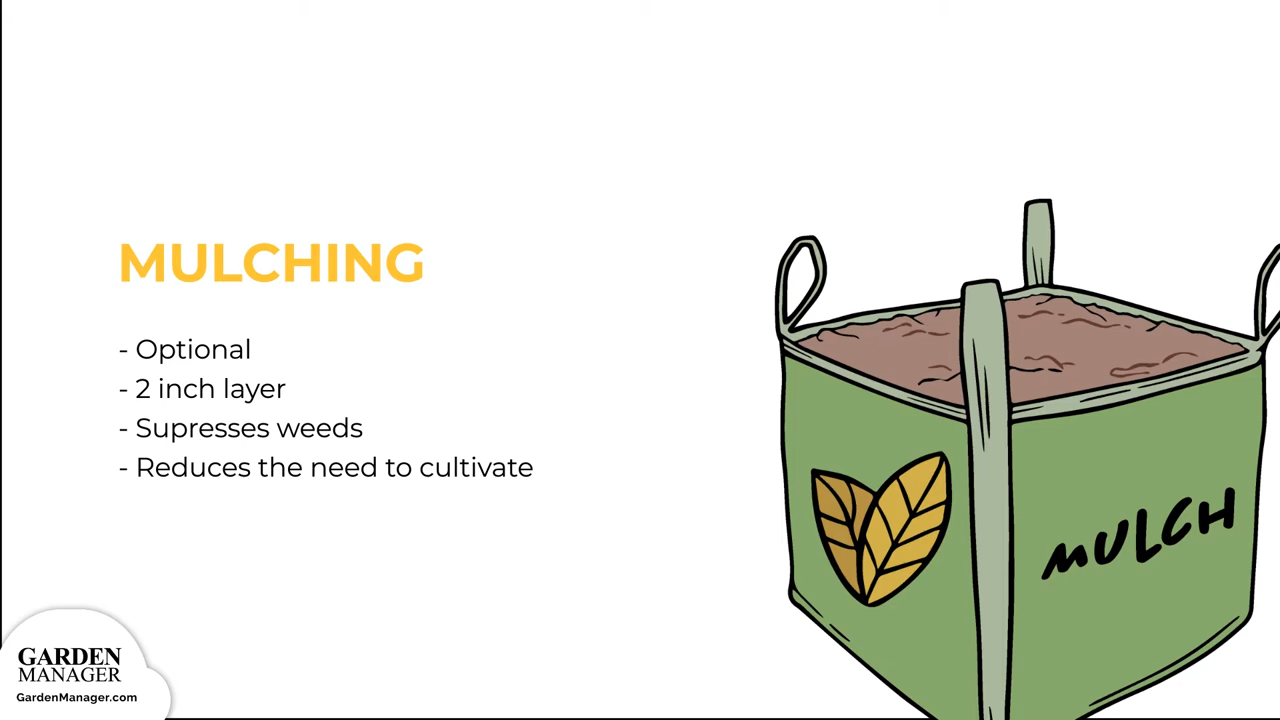 MULCHING
- Optional
- 2 inch layer
- Supresses weeds
- Reduces the need to cultivate
MULCH
GARDEN
MANAGER
GardenManager.com